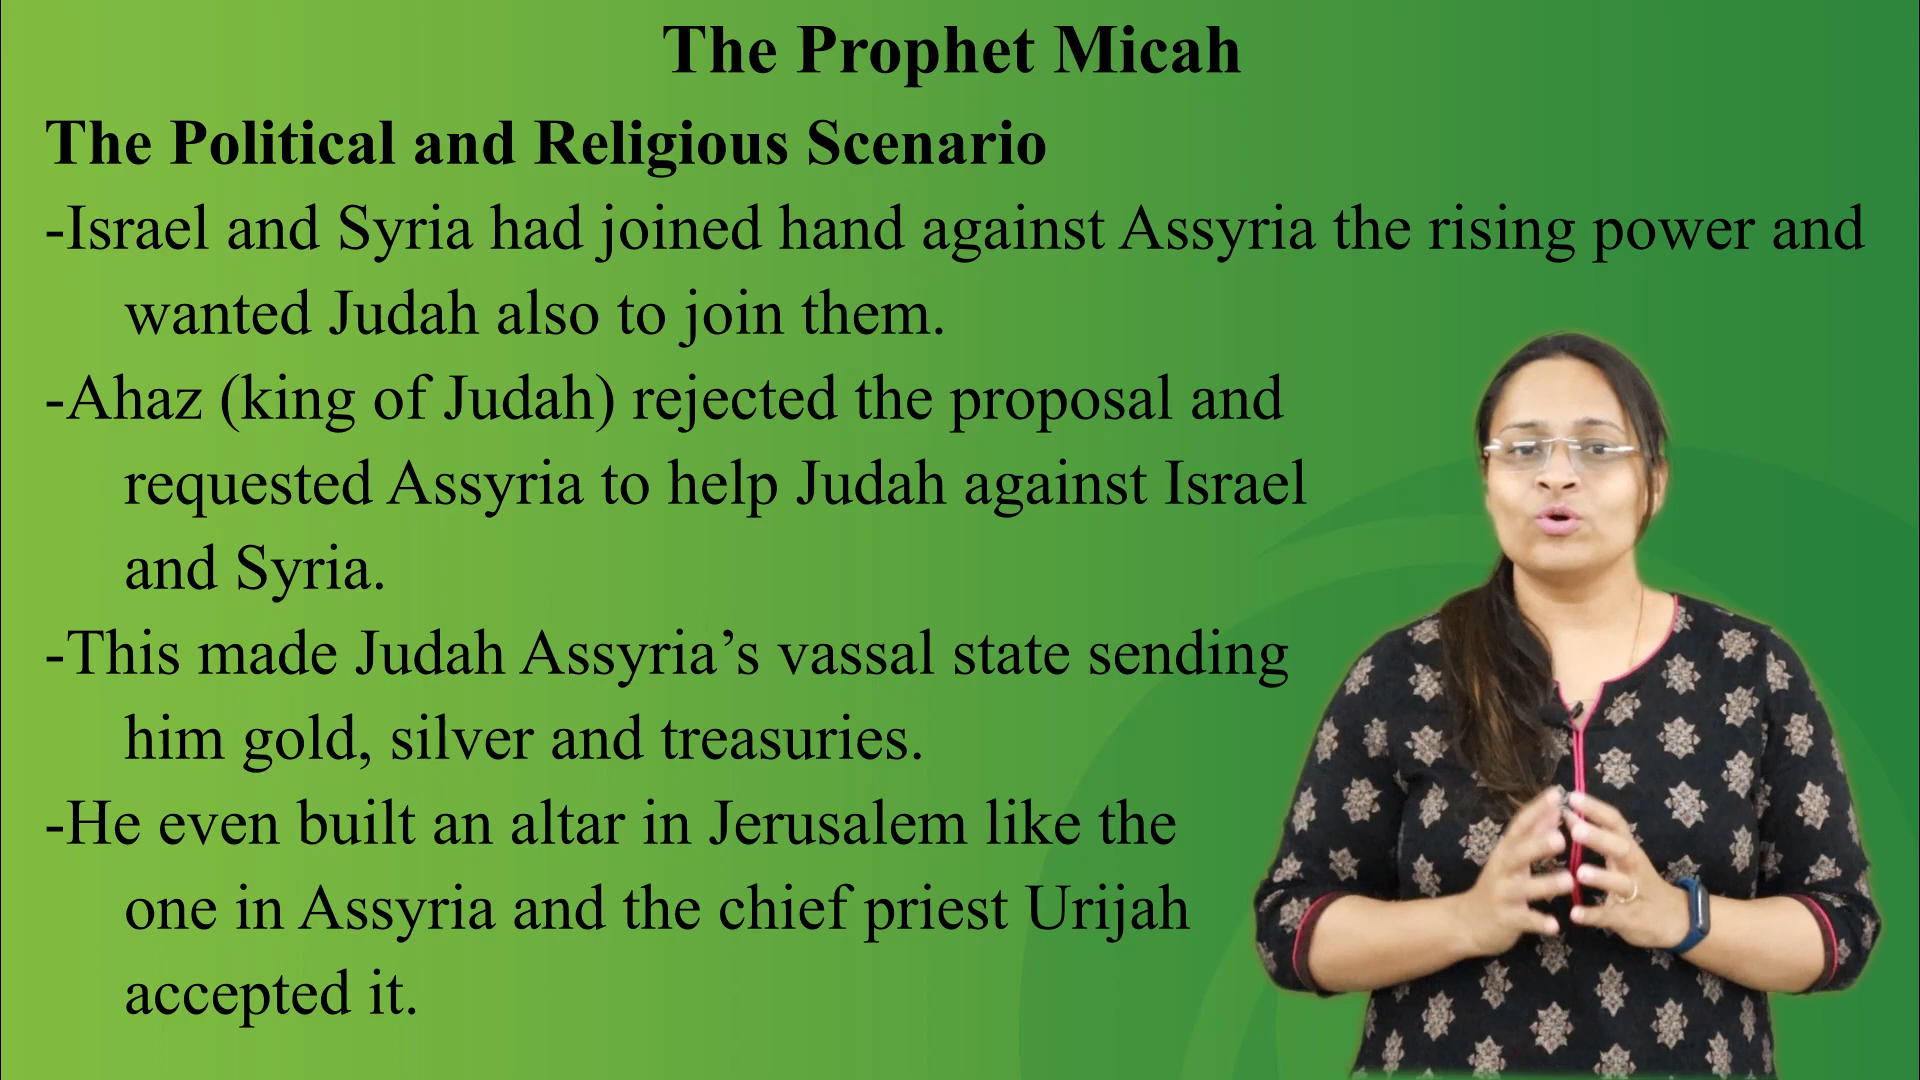 The Prophet Micah
The Political and Religious Scenario
-Israel and Syria had joined hand against Assyria the rising power and
wanted Judah also to join them.
-Ahaz (king of Judah) rejected the proposal and
requested Assyria to help Judah against Israel
and Syria.
-This made Judah Assyria’s vassal state sending
him gold, silver and treasuries.
-He even built an altar in Jerusalem like the
one in Assyria and the chief priest Urijah
accepted it.